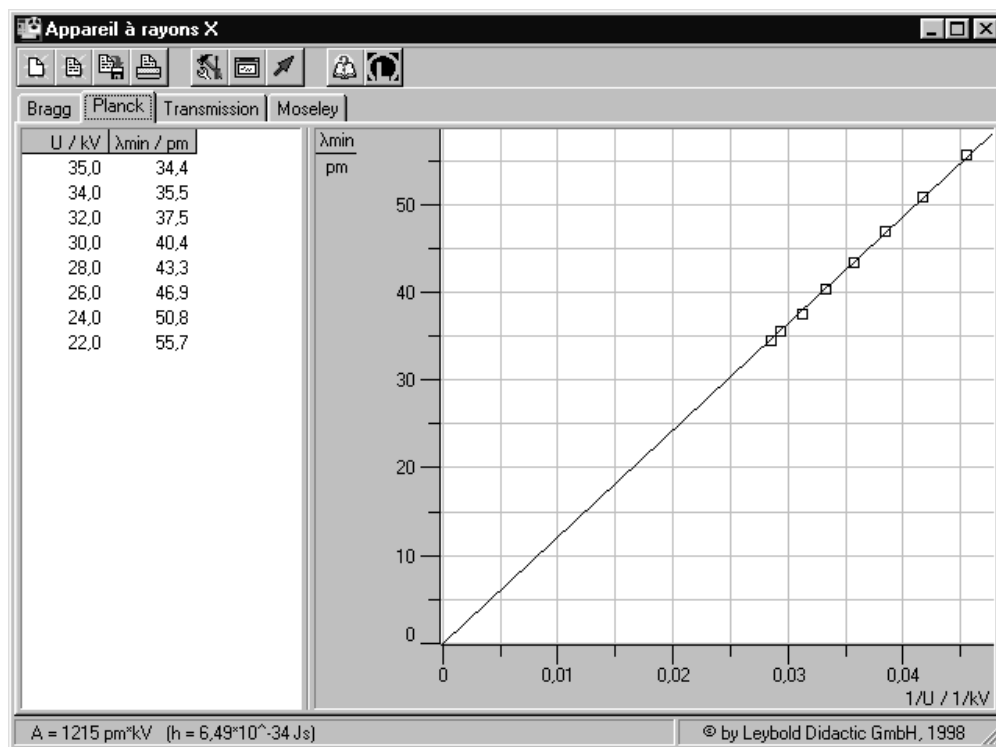 Appareil à rayons X
Bragg Planck Transmission Moseley
U / kV λmin / pm
35,0 34,4
34,0 35,5
32,0 37,5
30,0 40,4
28,0 43,3
26,0 46,9
24,0 50,8
22,0 55,7
λmin
pm
50
40
30
20
10
0
0 0,01 0,02 0,03 0,04
1/U / 1/kV
A = 1215 pm*kV (h = 6,49*10^-34 Js)
© by Leybold Didactic GmbH, 1998